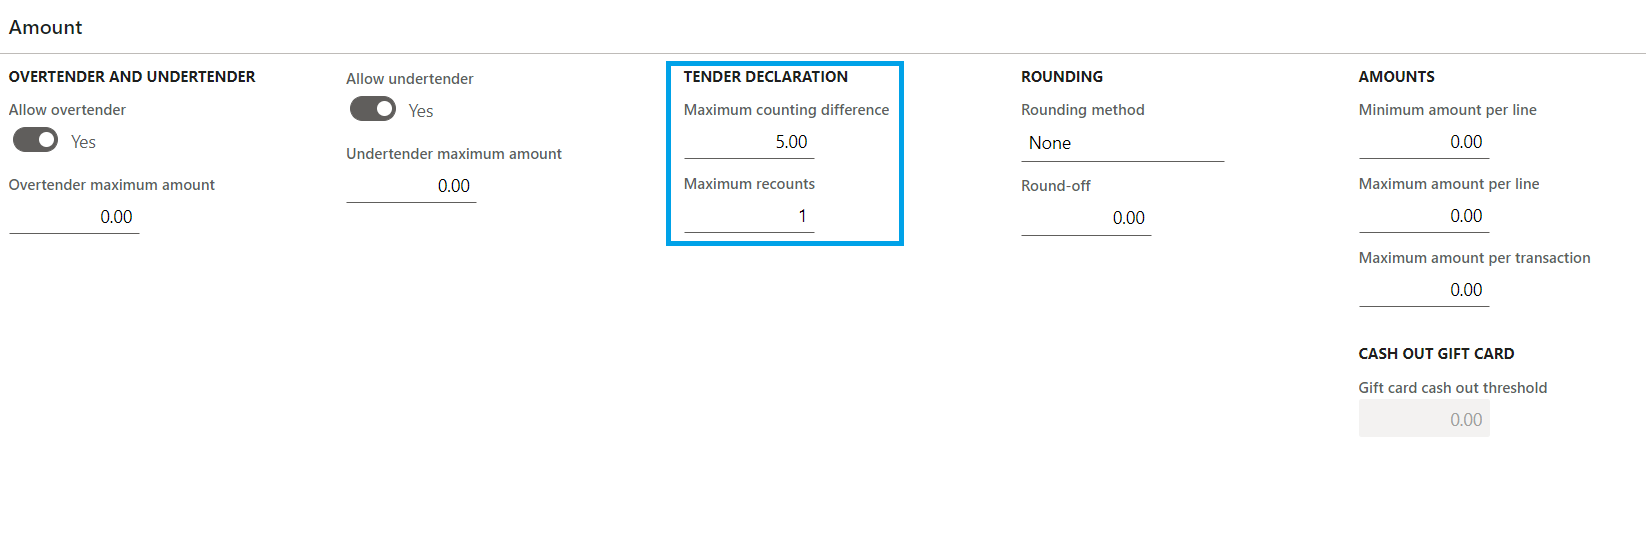 Amount
OVERTENDER AND UNDERTENDER
Allow overtender
Yes
Overtender maximum amount
0.00
Allow undertender
Yes
Undertender maximum amount
0.00
TENDER DECLARATION
Maximum counting difference
5.00
Maximum recounts
1
ROUNDING
Rounding method
None
Round-off
0.00
AMOUNTS
Minimum amount per line
0.00
Maximum amount per line
0.00
Maximum amount per transaction
0.00
CASH OUT GIFT CARD
Gift card cash out threshold
0.00